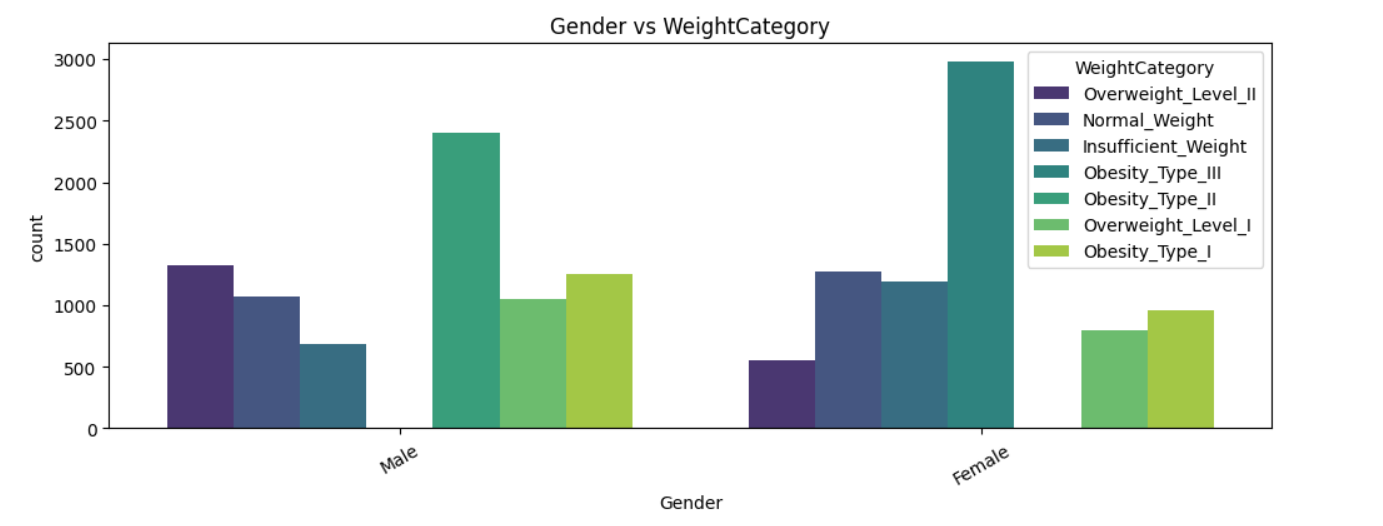 Gender vs WeightCategory
3000
2500
2000
1500
1000
500
0
count
WeightCategory
Overweight_Level_II
Normal_Weight
Insufficient_Weight
Obesity_Type_III
Obesity_Type_II
Overweight_Level_I
Obesity_Type_I
Male
Female
Gender